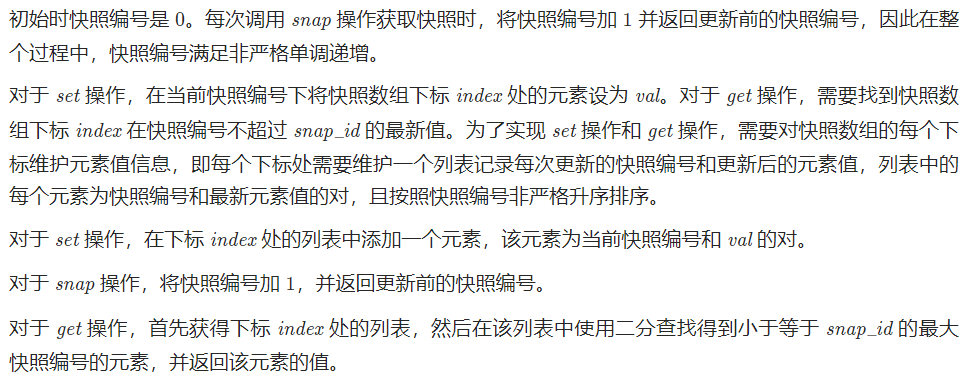 初始时快照编号是 0。每次调用 snap 操作获取快照时，将快照编号加 1 并返回更新前的快照编号，因此在整
个过程中，快照编号满足非严格单调递增。
对于 set 操作，在当前快照编号下将快照数组下标 index 处的元素设为 val。对于 get 操作，需要找到快照数
组下标 index 在快照编号不超过 snap_id 的最新值。为了实现 set 操作和 get 操作，需要对快照数组的每个下
标维护元素值信息，即每个下标处需要维护一个列表记录每次更新的快照编号和更新后的元素值，列表中的
每个元素为快照编号和最新元素值的对，且按照快照编号非严格升序排序。
对于 set 操作，在下标 index 处的列表中添加一个元素，该元素为当前快照编号和 val 的对。
对于 snap 操作，将快照编号加 1，并返回更新前的快照编号。
对于 get 操作，首先获得下标 index 处的列表，然后在该列表中使用二分查找得到小于等于 snap_id 的最大
快照编号的元素，并返回该元素的值。